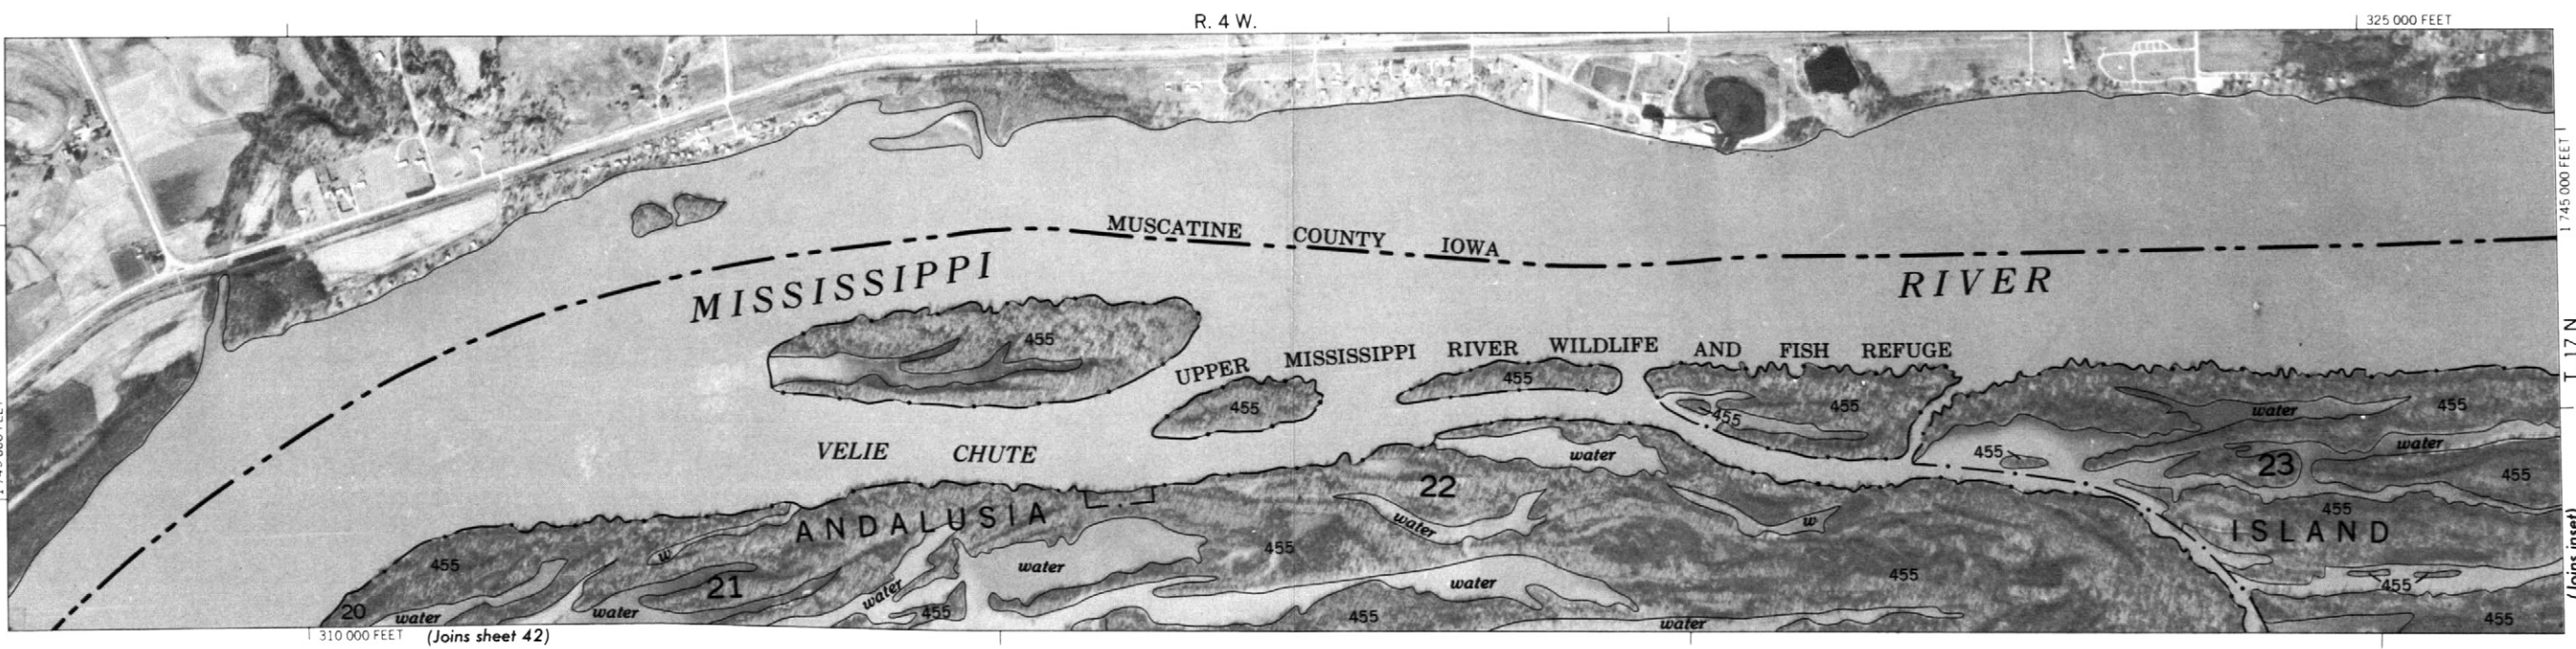 R. 4 W.
325 000 FEET
1 745 000 FEET
MUSCATINE COUNTY IOWA
MISSISSIPPI RIVER
455
UPPER MISSISSIPPI RIVER WILDLIFE AND FISH REFUGE
T 17 N
455
455
455
455
455
water
VELIE CHUTE
water
455
water
23
455
22
ANDALUSIA
water
w
455
ISLAND
455
w
455
water
21
water
455
455
20
water
water
water
455
455
water
455
310 000 FEET
(Joins sheet 42)
(Joins inset)